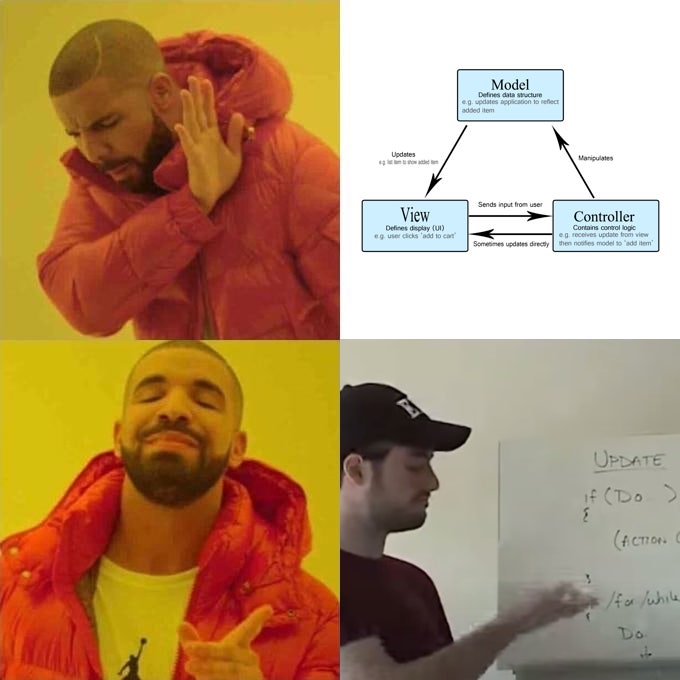 Model
Defines data structure
e.g. updates application to reflect
added item
Updates
e.g. list item to show added item
Manipulates
View
Defines display (UI)
e.g. user clicks 'add to cart'
Sends input from user
Sometimes updates directly
Controller
Contains control logic
e.g. receives update from view
then notifies model to 'add item'
UPDATE
if (Do... )
{
(ACTION
}
/for/while
{
Do